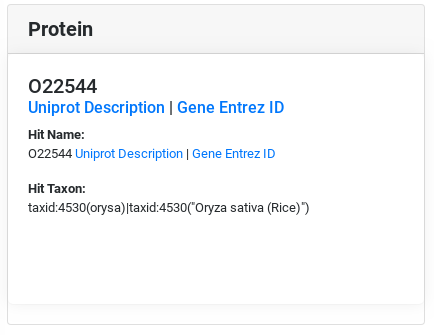 Protein
O22544
Uniprot Description | Gene Entrez ID
Hit Name:
O22544 Uniprot Description | Gene Entrez ID
Hit Taxon:
taxid:4530(orysa)|taxid:4530("Oryza sativa (Rice)")